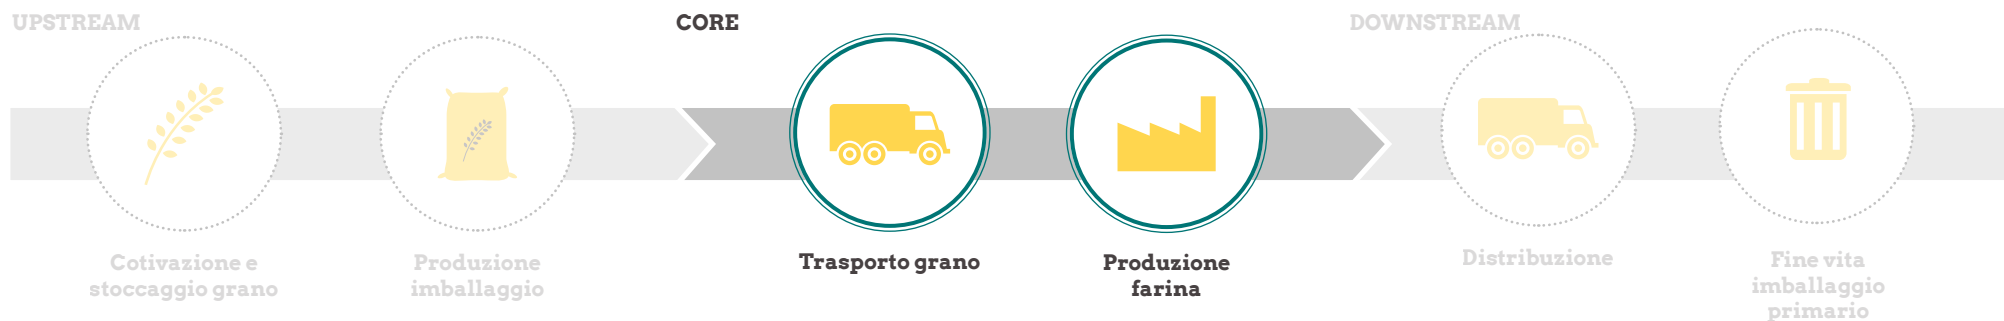 UPSTREAM
CORE
DOWNSTREAM
Cotivazione e
stoccaggio grano
Produzione
imballaggio
Trasporto grano
Produzione
farina
Distribuzione
Fine vita
imballaggio
primario